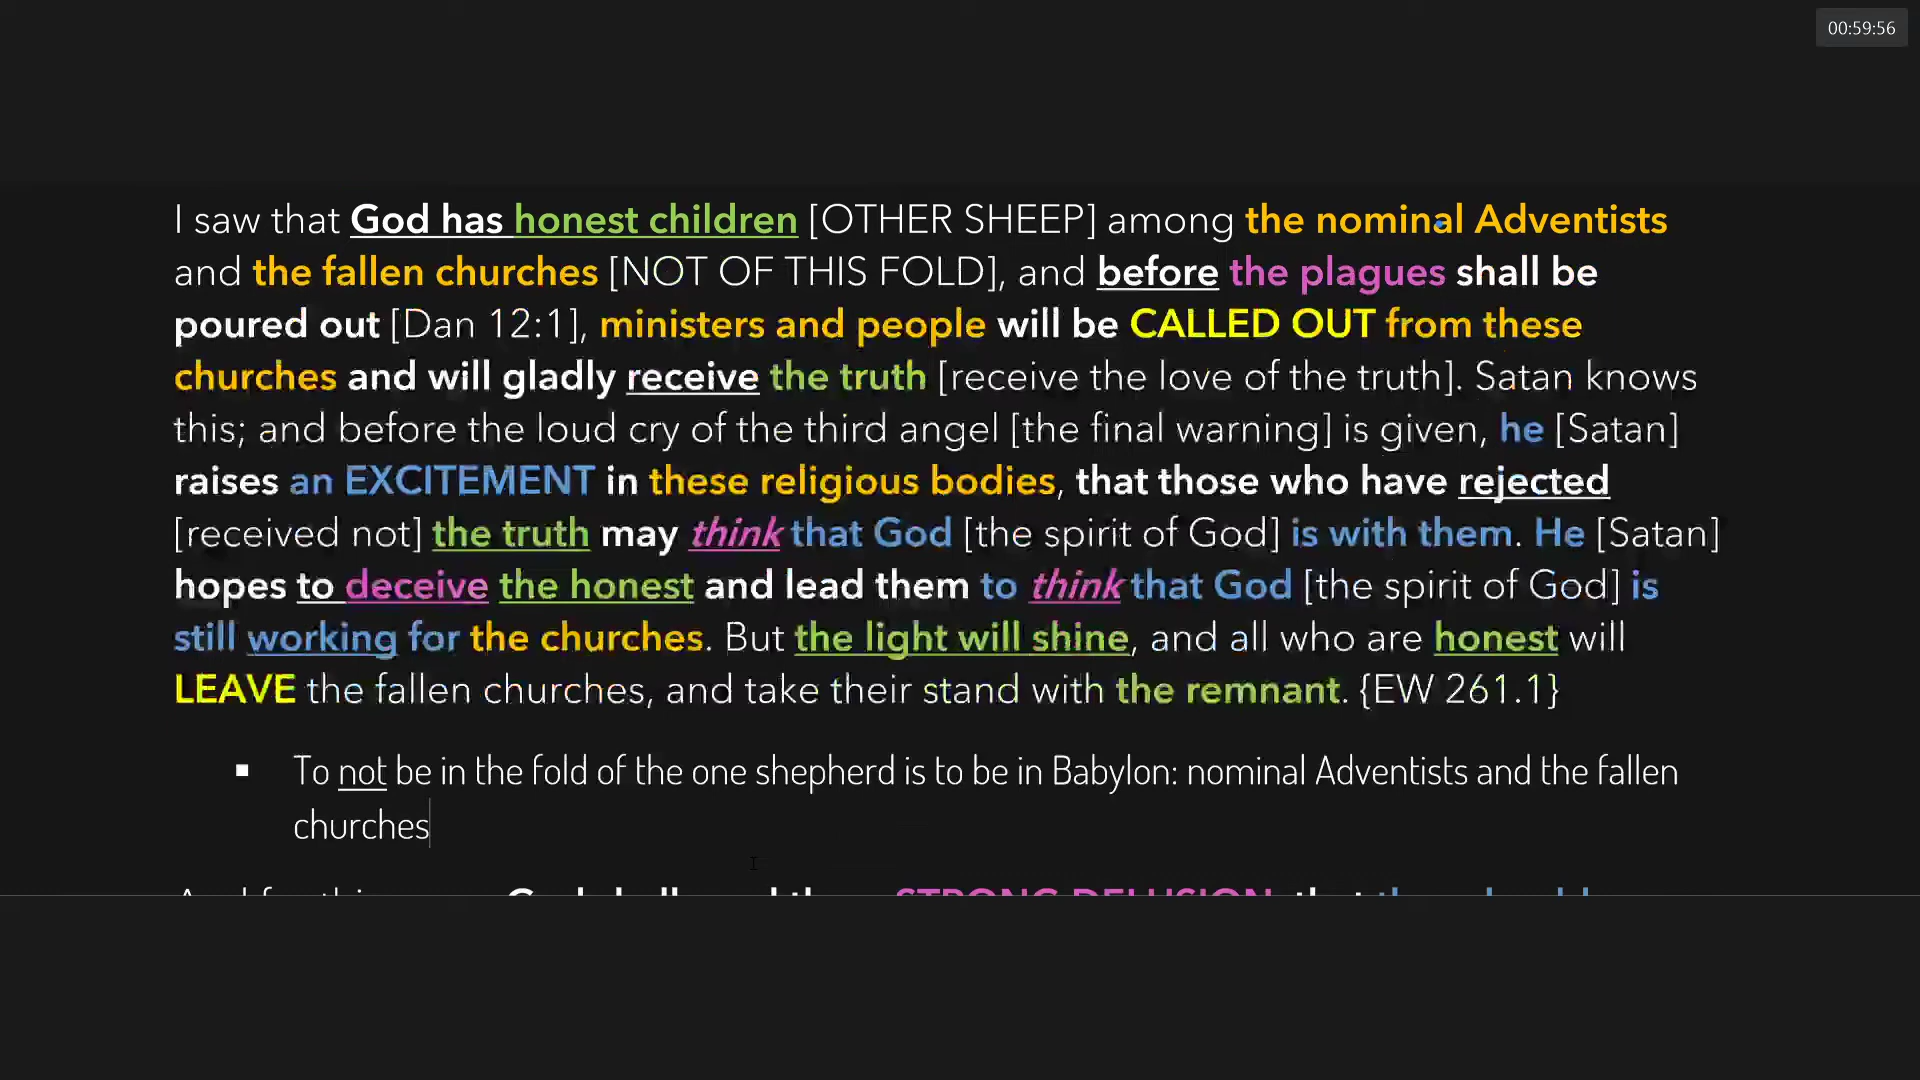 00:59:56
I saw that God has honest children [OTHER SHEEP] among the nominal Adventists
and the fallen churches [NOT OF THIS FOLD], and before the plagues shall be
poured out [Dan 12:1], ministers and people will be CALLED OUT from these
churches and will gladly receive the truth [receive the love of the truth]. Satan knows
this; and before the loud cry of the third angel [the final warning] is given, he [Satan]
raises an EXCITEMENT in these religious bodies, that those who have rejected
[received not] the truth may think that God [the spirit of God] is with them. He [Satan]
hopes to deceive the honest and lead them to think that God [the spirit of God] is
still working for the churches. But the light will shine, and all who are honest will
LEAVE the fallen churches, and take their stand with the remnant. {EW 261.1}
▪ To not be in the fold of the one shepherd is to be in Babylon: nominal Adventists and the fallen
churches
STRONG DELUSION